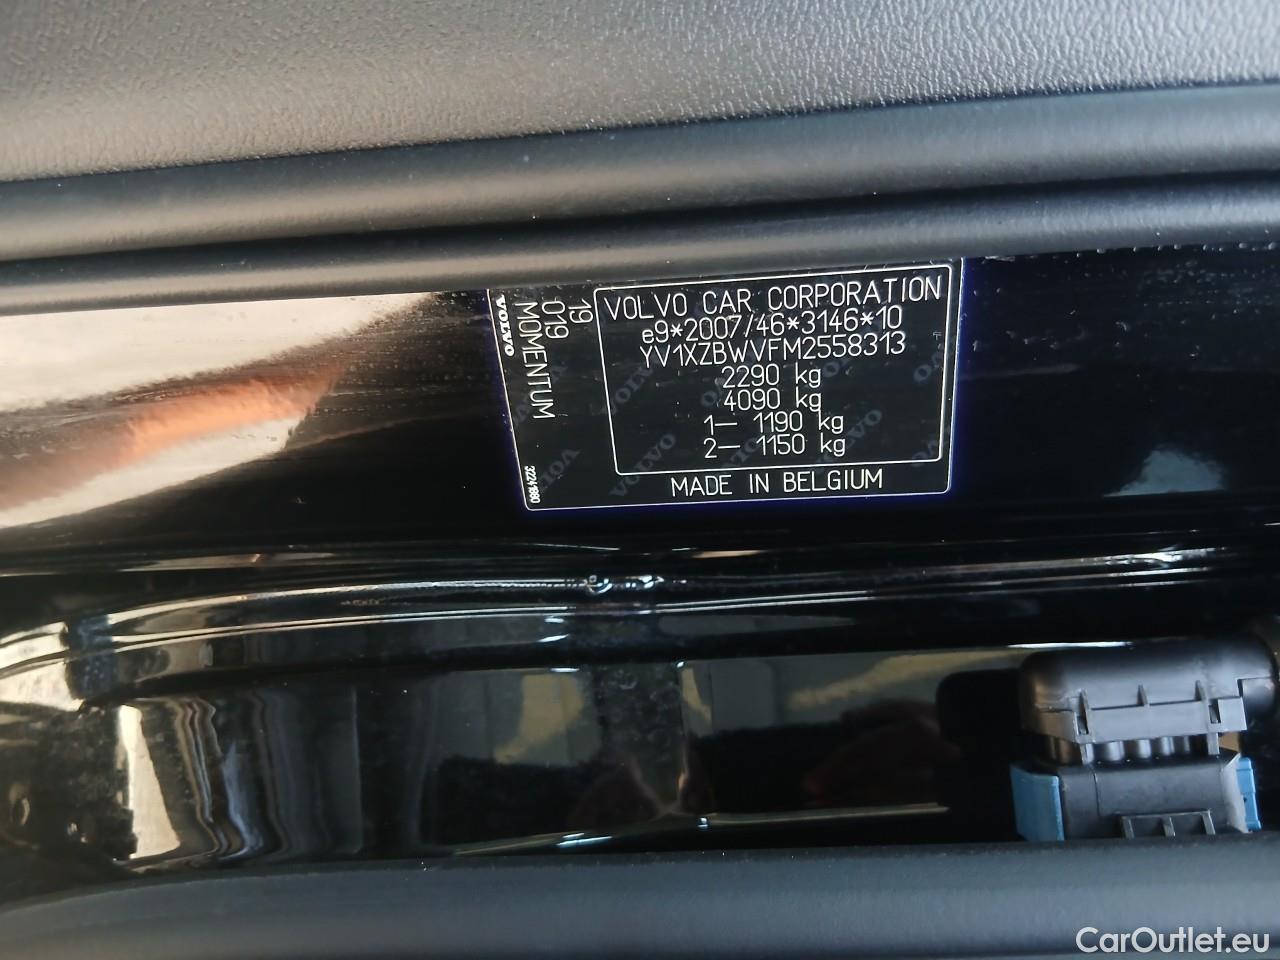 VOLVO CAR CORPORATION
e9*2007/46*3146*10
YV1XZBWVFM2558313
2290 kg
4090 kg
1– 1190 kg
2– 1150 kg
MADE IN BELGIUM
19
019
MOMENTUM
VOLVO
CarOutlet.eu